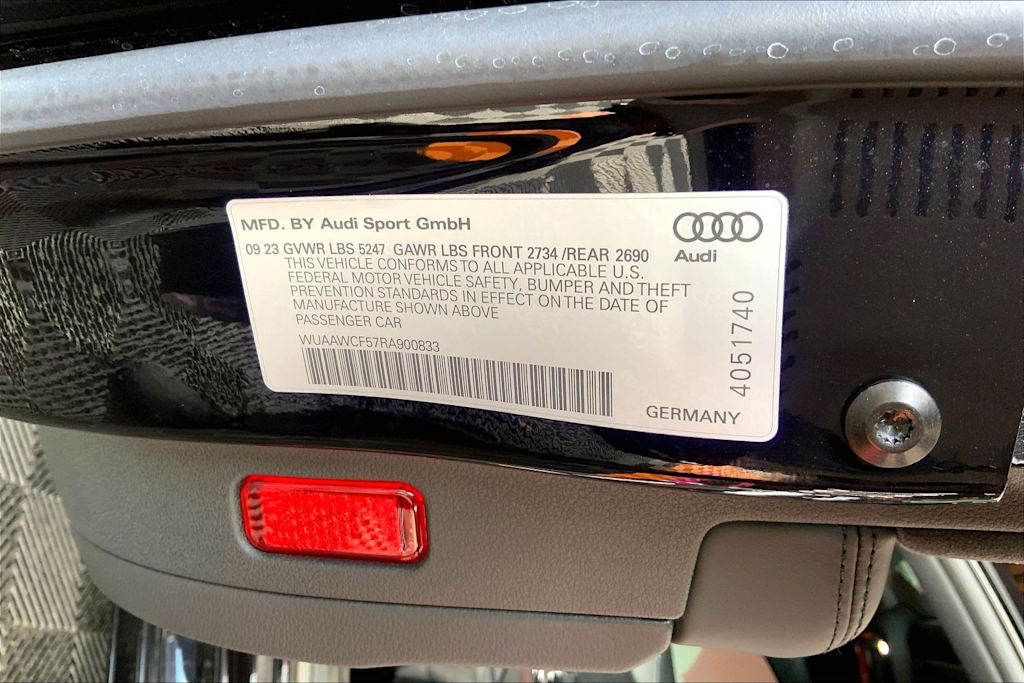 MFD. BY Audi Sport GmbH
Audi
09 23 GVWR LBS 5247 GAWR LBS FRONT 2734 /REAR 2690
THIS VEHICLE CONFORMS TO ALL APPLICABLE U.S.
FEDERAL MOTOR VEHICLE SAFETY, BUMPER AND THEFT
PREVENTION STANDARDS IN EFFECT ON THE DATE OF
MANUFACTURE SHOWN ABOVE
PASSENGER CAR
WUAAWCF57RA900833
4051740
GERMANY